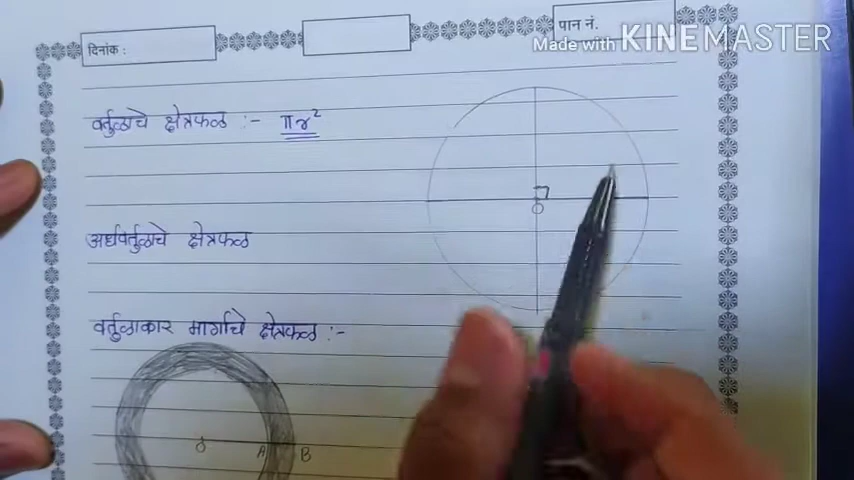 दिनांक :
पान नं.
Made with KINEMASTER
वर्तुळाचे क्षेत्रफळ :- πr²
अर्धवर्तुळाचे क्षेत्रफळ
वर्तुळाकार मार्गाचे क्षेत्रफळ :-
O
O A B